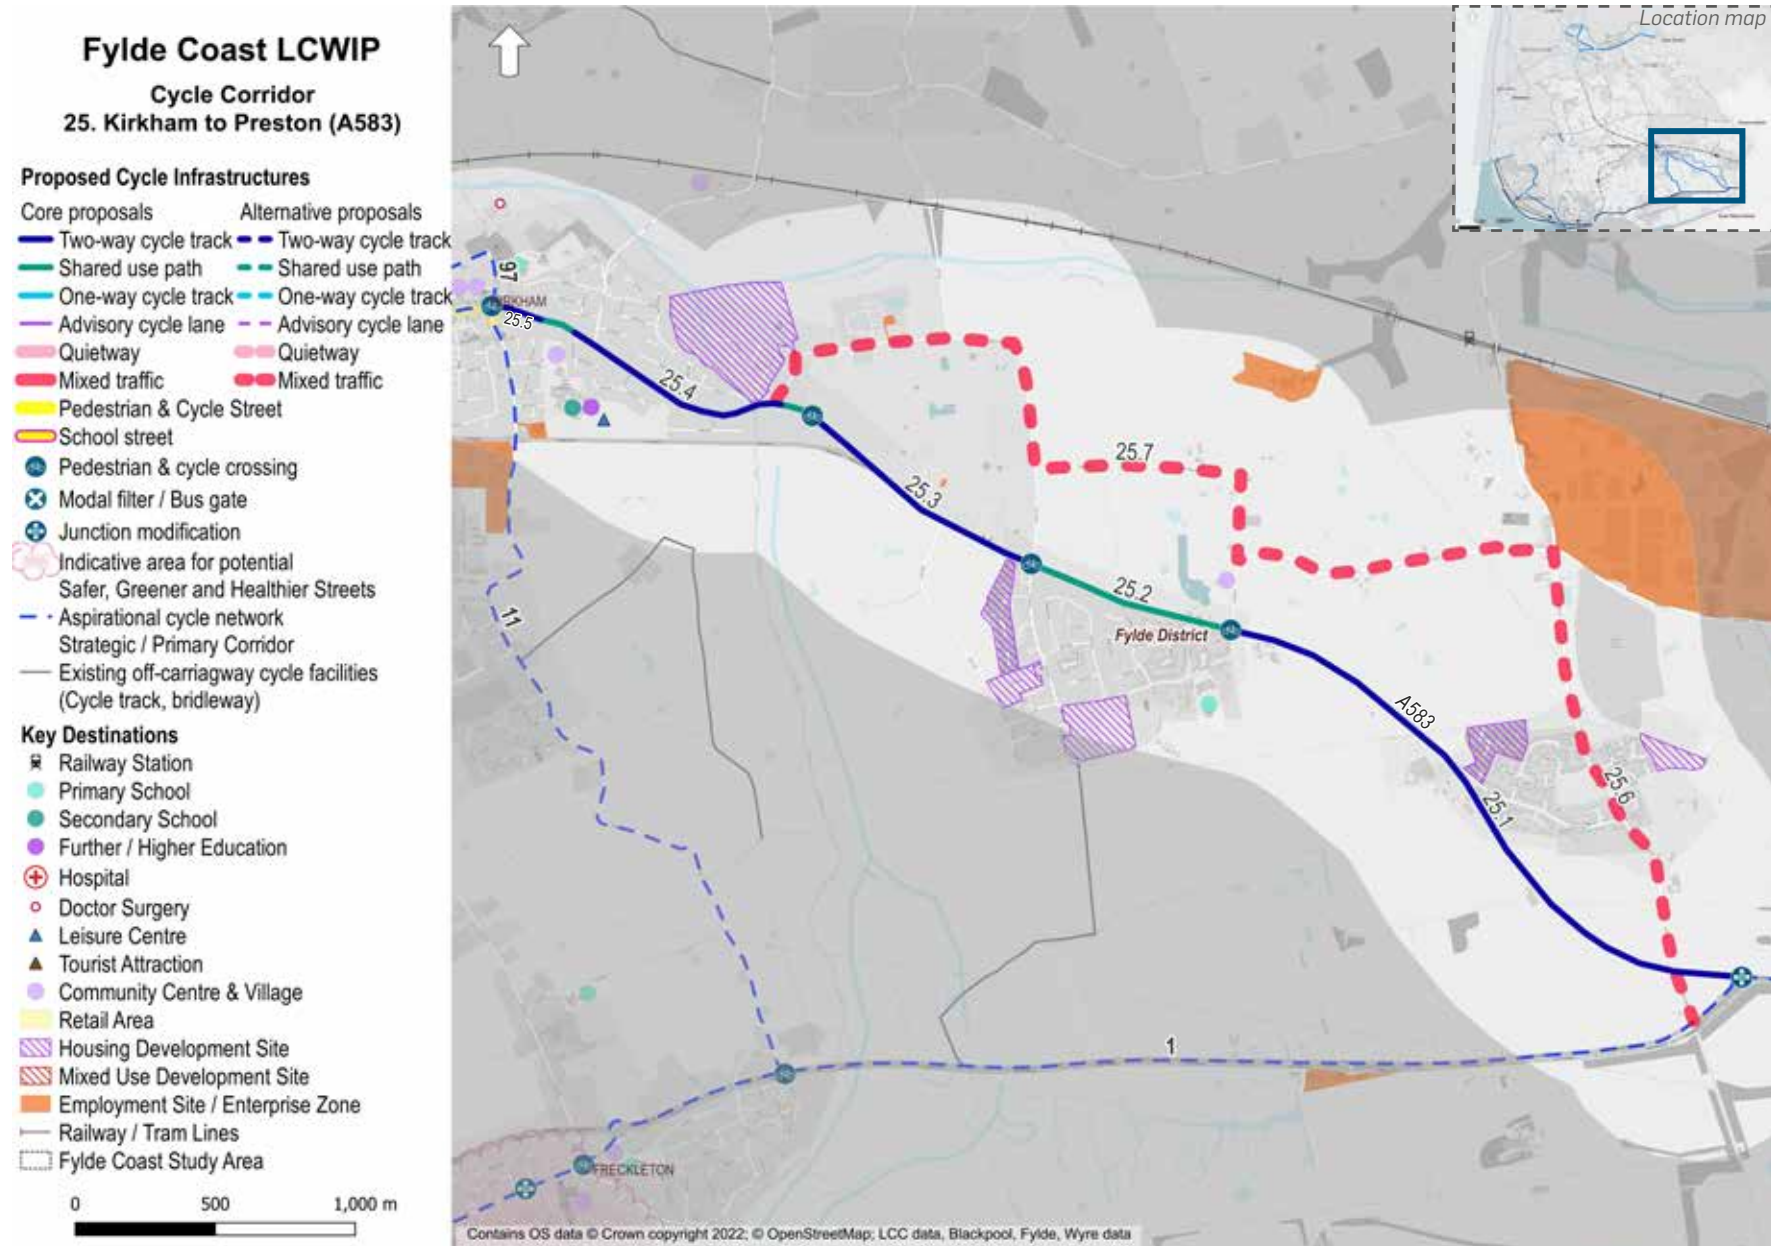 Fylde Coast LCWIP
Cycle Corridor
25. Kirkham to Preston (A583)
Proposed Cycle Infrastructures
Core proposals Alternative proposals
Two-way cycle track Two-way cycle track
Shared use path Shared use path
One-way cycle track One-way cycle track
Advisory cycle lane Advisory cycle lane
Quietway Quietway
Mixed traffic Mixed traffic
Pedestrian & Cycle Street
School street
Pedestrian & cycle crossing
Modal filter / Bus gate
Junction modification
Indicative area for potential
Safer, Greener and Healthier Streets
Aspirational cycle network
Strategic / Primary Corridor
Existing off-carriagway cycle facilities
(Cycle track, bridleway)
Key Destinations
Railway Station
Primary School
Secondary School
Further / Higher Education
Hospital
Doctor Surgery
Leisure Centre
Tourist Attraction
Community Centre & Village
Retail Area
Housing Development Site
Mixed Use Development Site
Employment Site / Enterprise Zone
Railway / Tram Lines
Fylde Coast Study Area
0 500 1,000 m
Location map
97
25.5
25.4
25.3
25.7
25.2
Fylde District
11
A583
25.6
25.1
1
FRECKLETON
Contains OS data © Crown copyright 2022; © OpenStreetMap; LCC data, Blackpool, Fylde, Wyre data